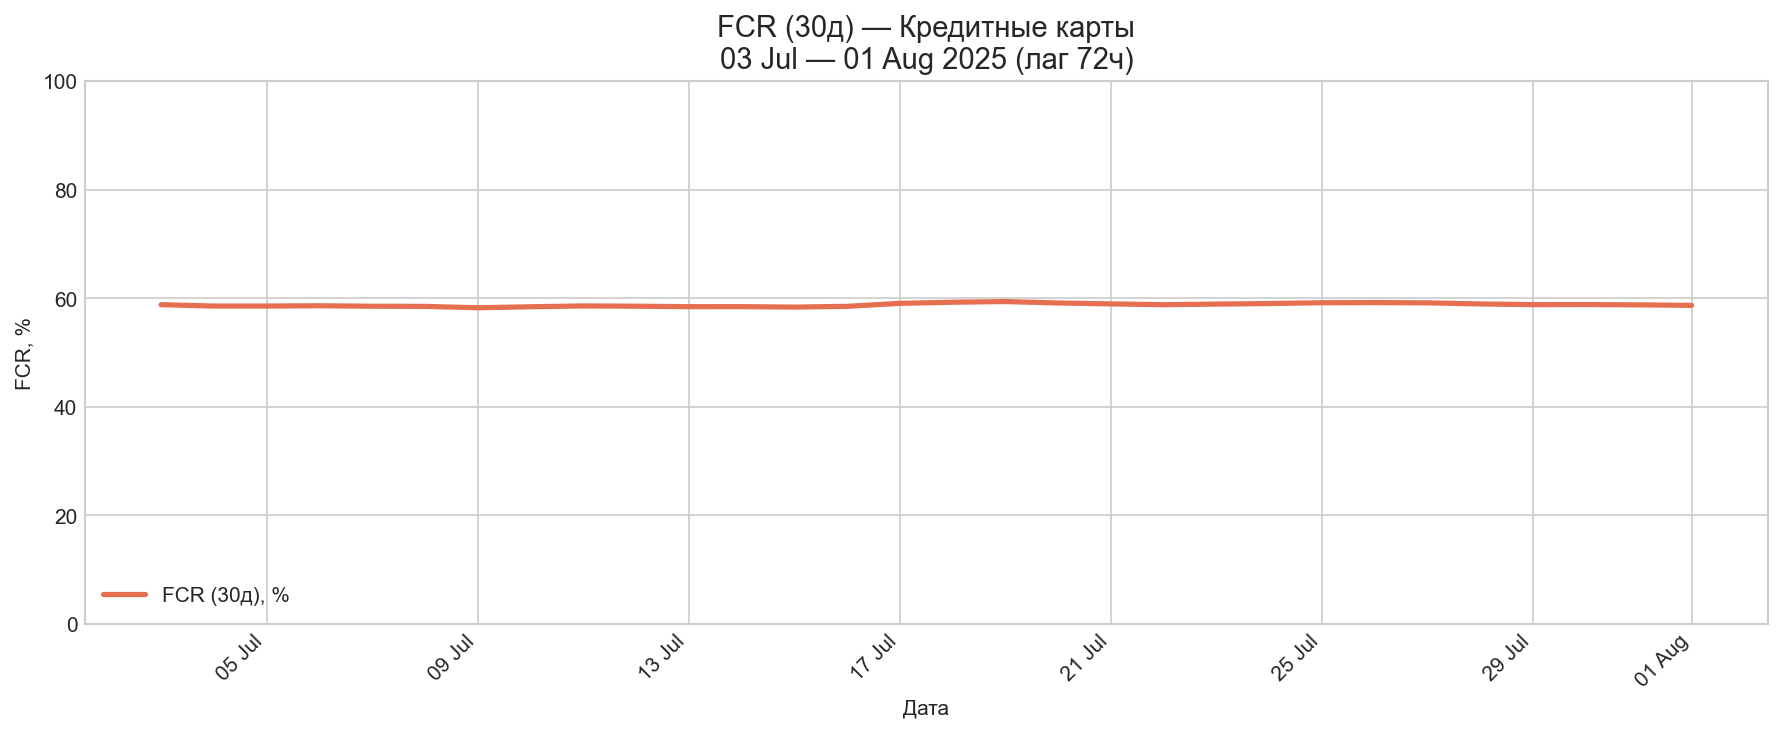 FCR (30д) — Кредитные карты
03 Jul — 01 Aug 2025 (лаг 72ч)
100
80
60
40
20
0
FCR, %
FCR (30д), %
05 Jul
09 Jul
13 Jul
17 Jul
21 Jul
25 Jul
29 Jul
01 Aug
Дата